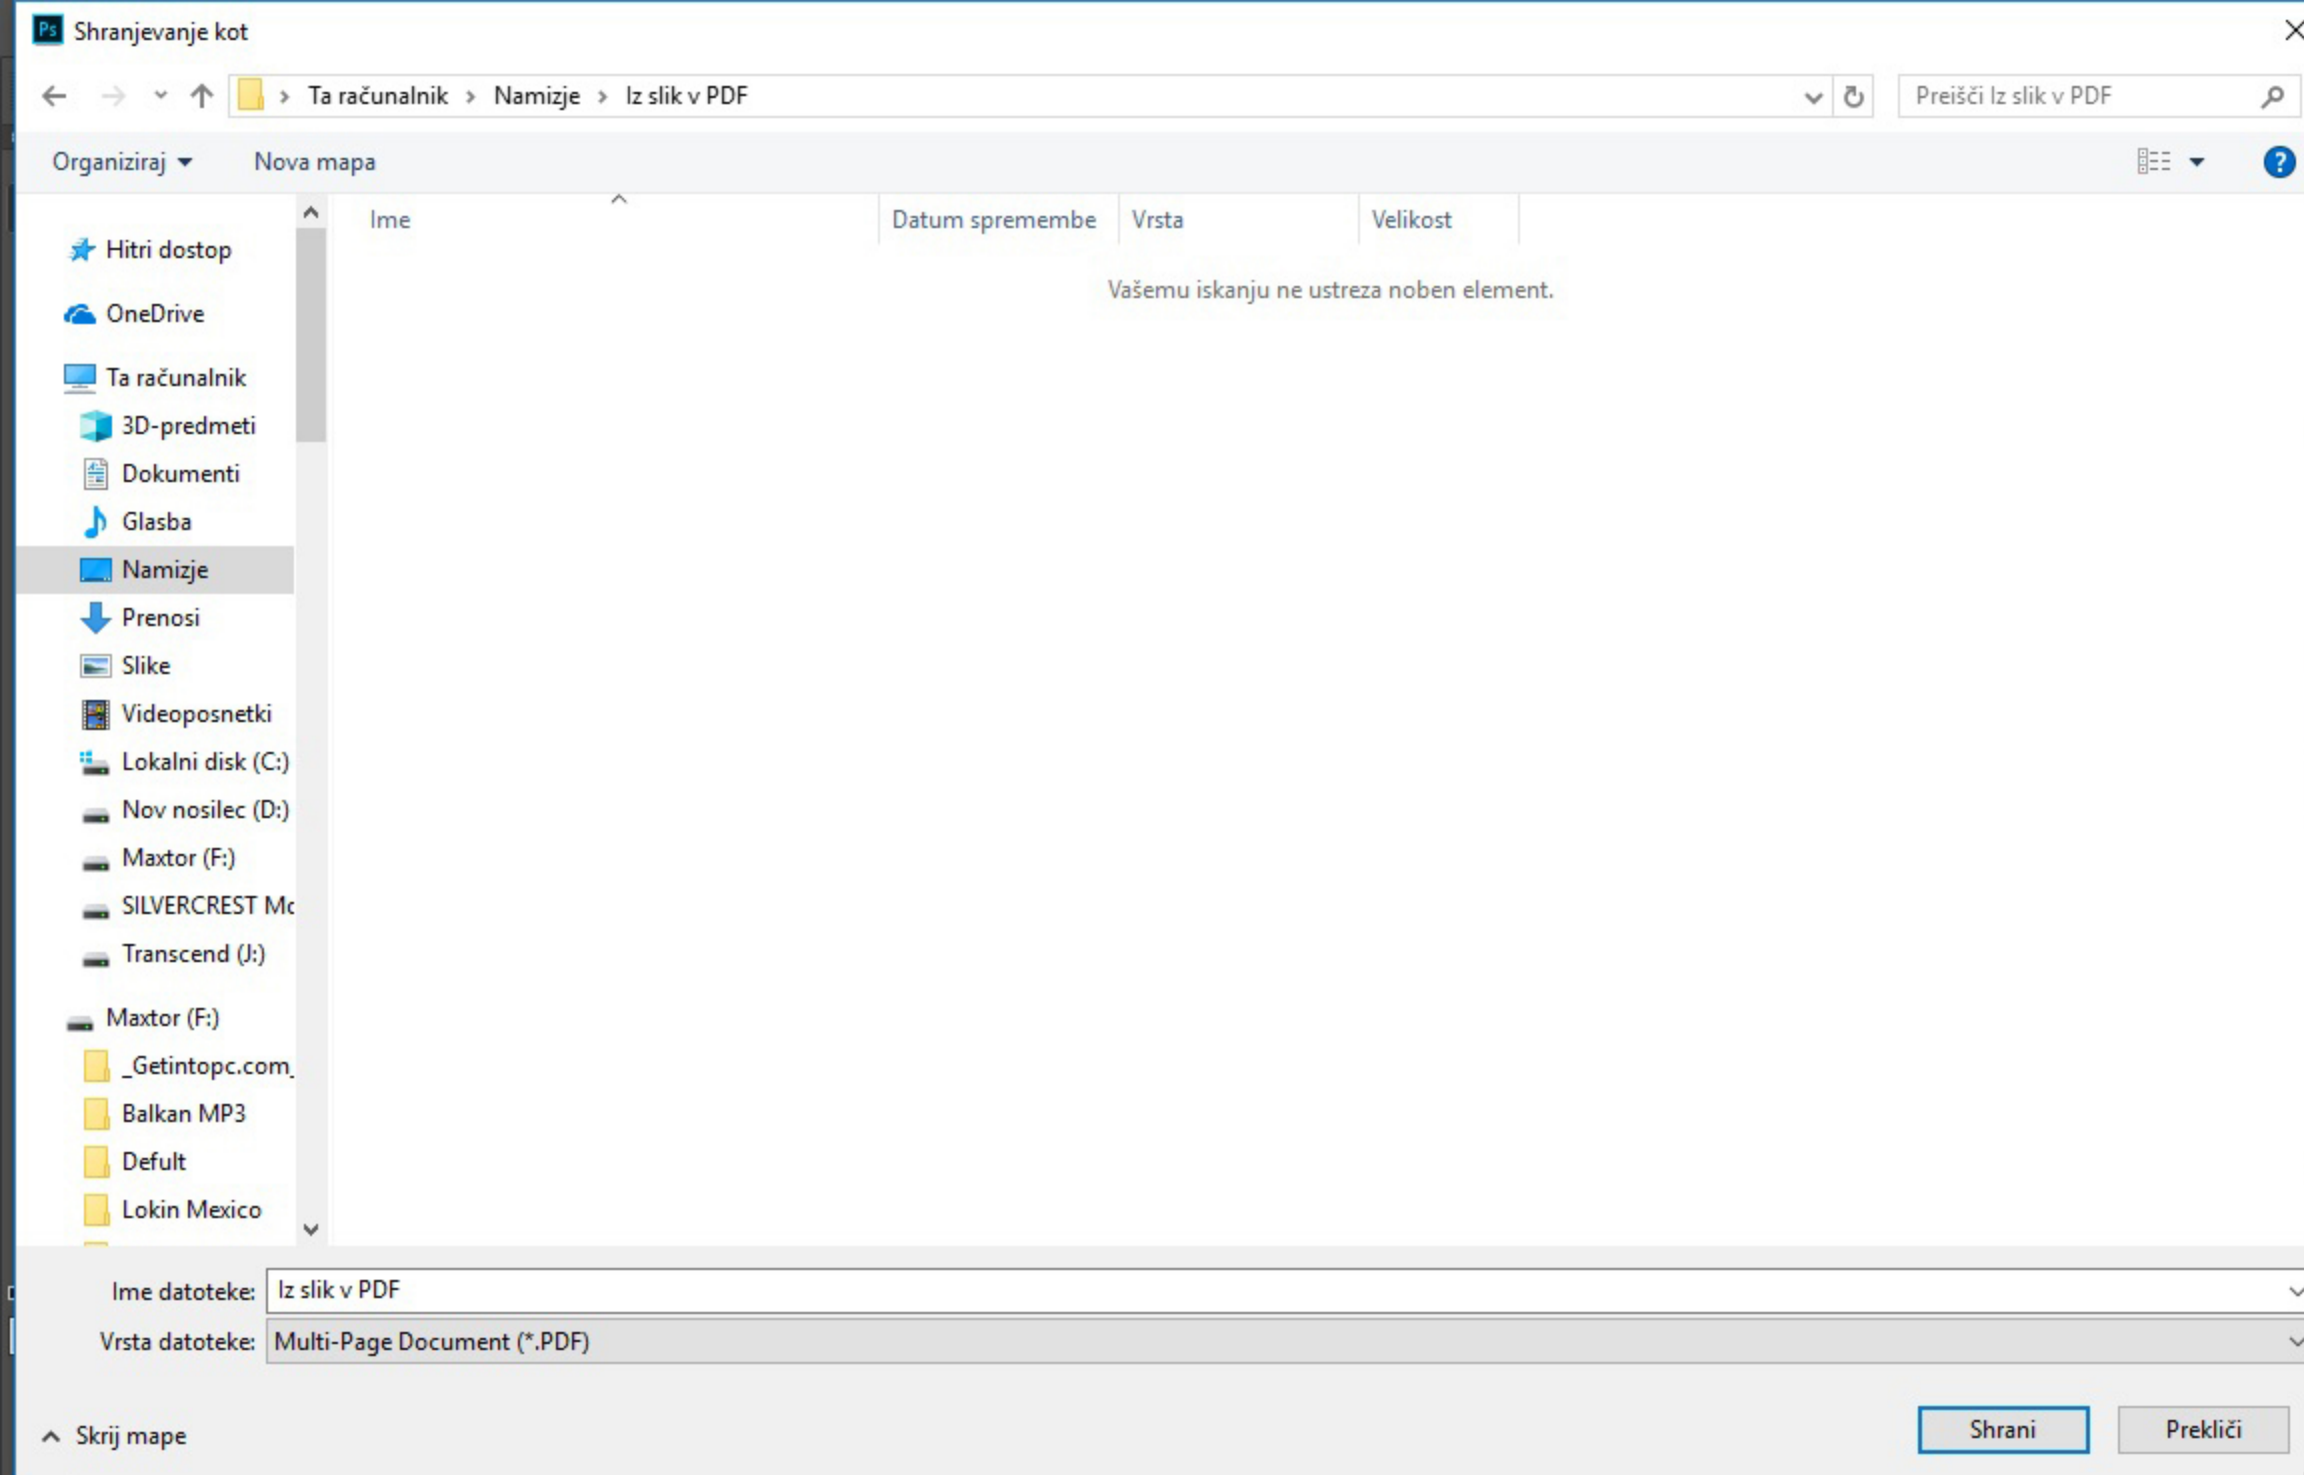 Ps Shranjevanje kot
Ta računalnik Namizje Iz slik v PDF
Preišči Iz slik v PDF
Organiziraj Nova mapa
?
Ime Datum spremembe Vrsta Velikost
Vašemu iskanju ne ustreza noben element.
Hitri dostop
OneDrive
Ta računalnik
3D-predmeti
Dokumenti
Glasba
Namizje
Prenosi
Slike
Videoposnetki
Lokalni disk (C:)
Nov nosilec (D:)
Maxtor (F:)
SILVERCREST Mo
Transcend (J:)
Maxtor (F:)
_Getintopc.com_
Balkan MP3
Defult
Lokin Mexico
Ime datoteke: Iz slik v PDF
Vrsta datoteke: Multi-Page Document (*.PDF)
Skrij mape
Shrani Prekliči